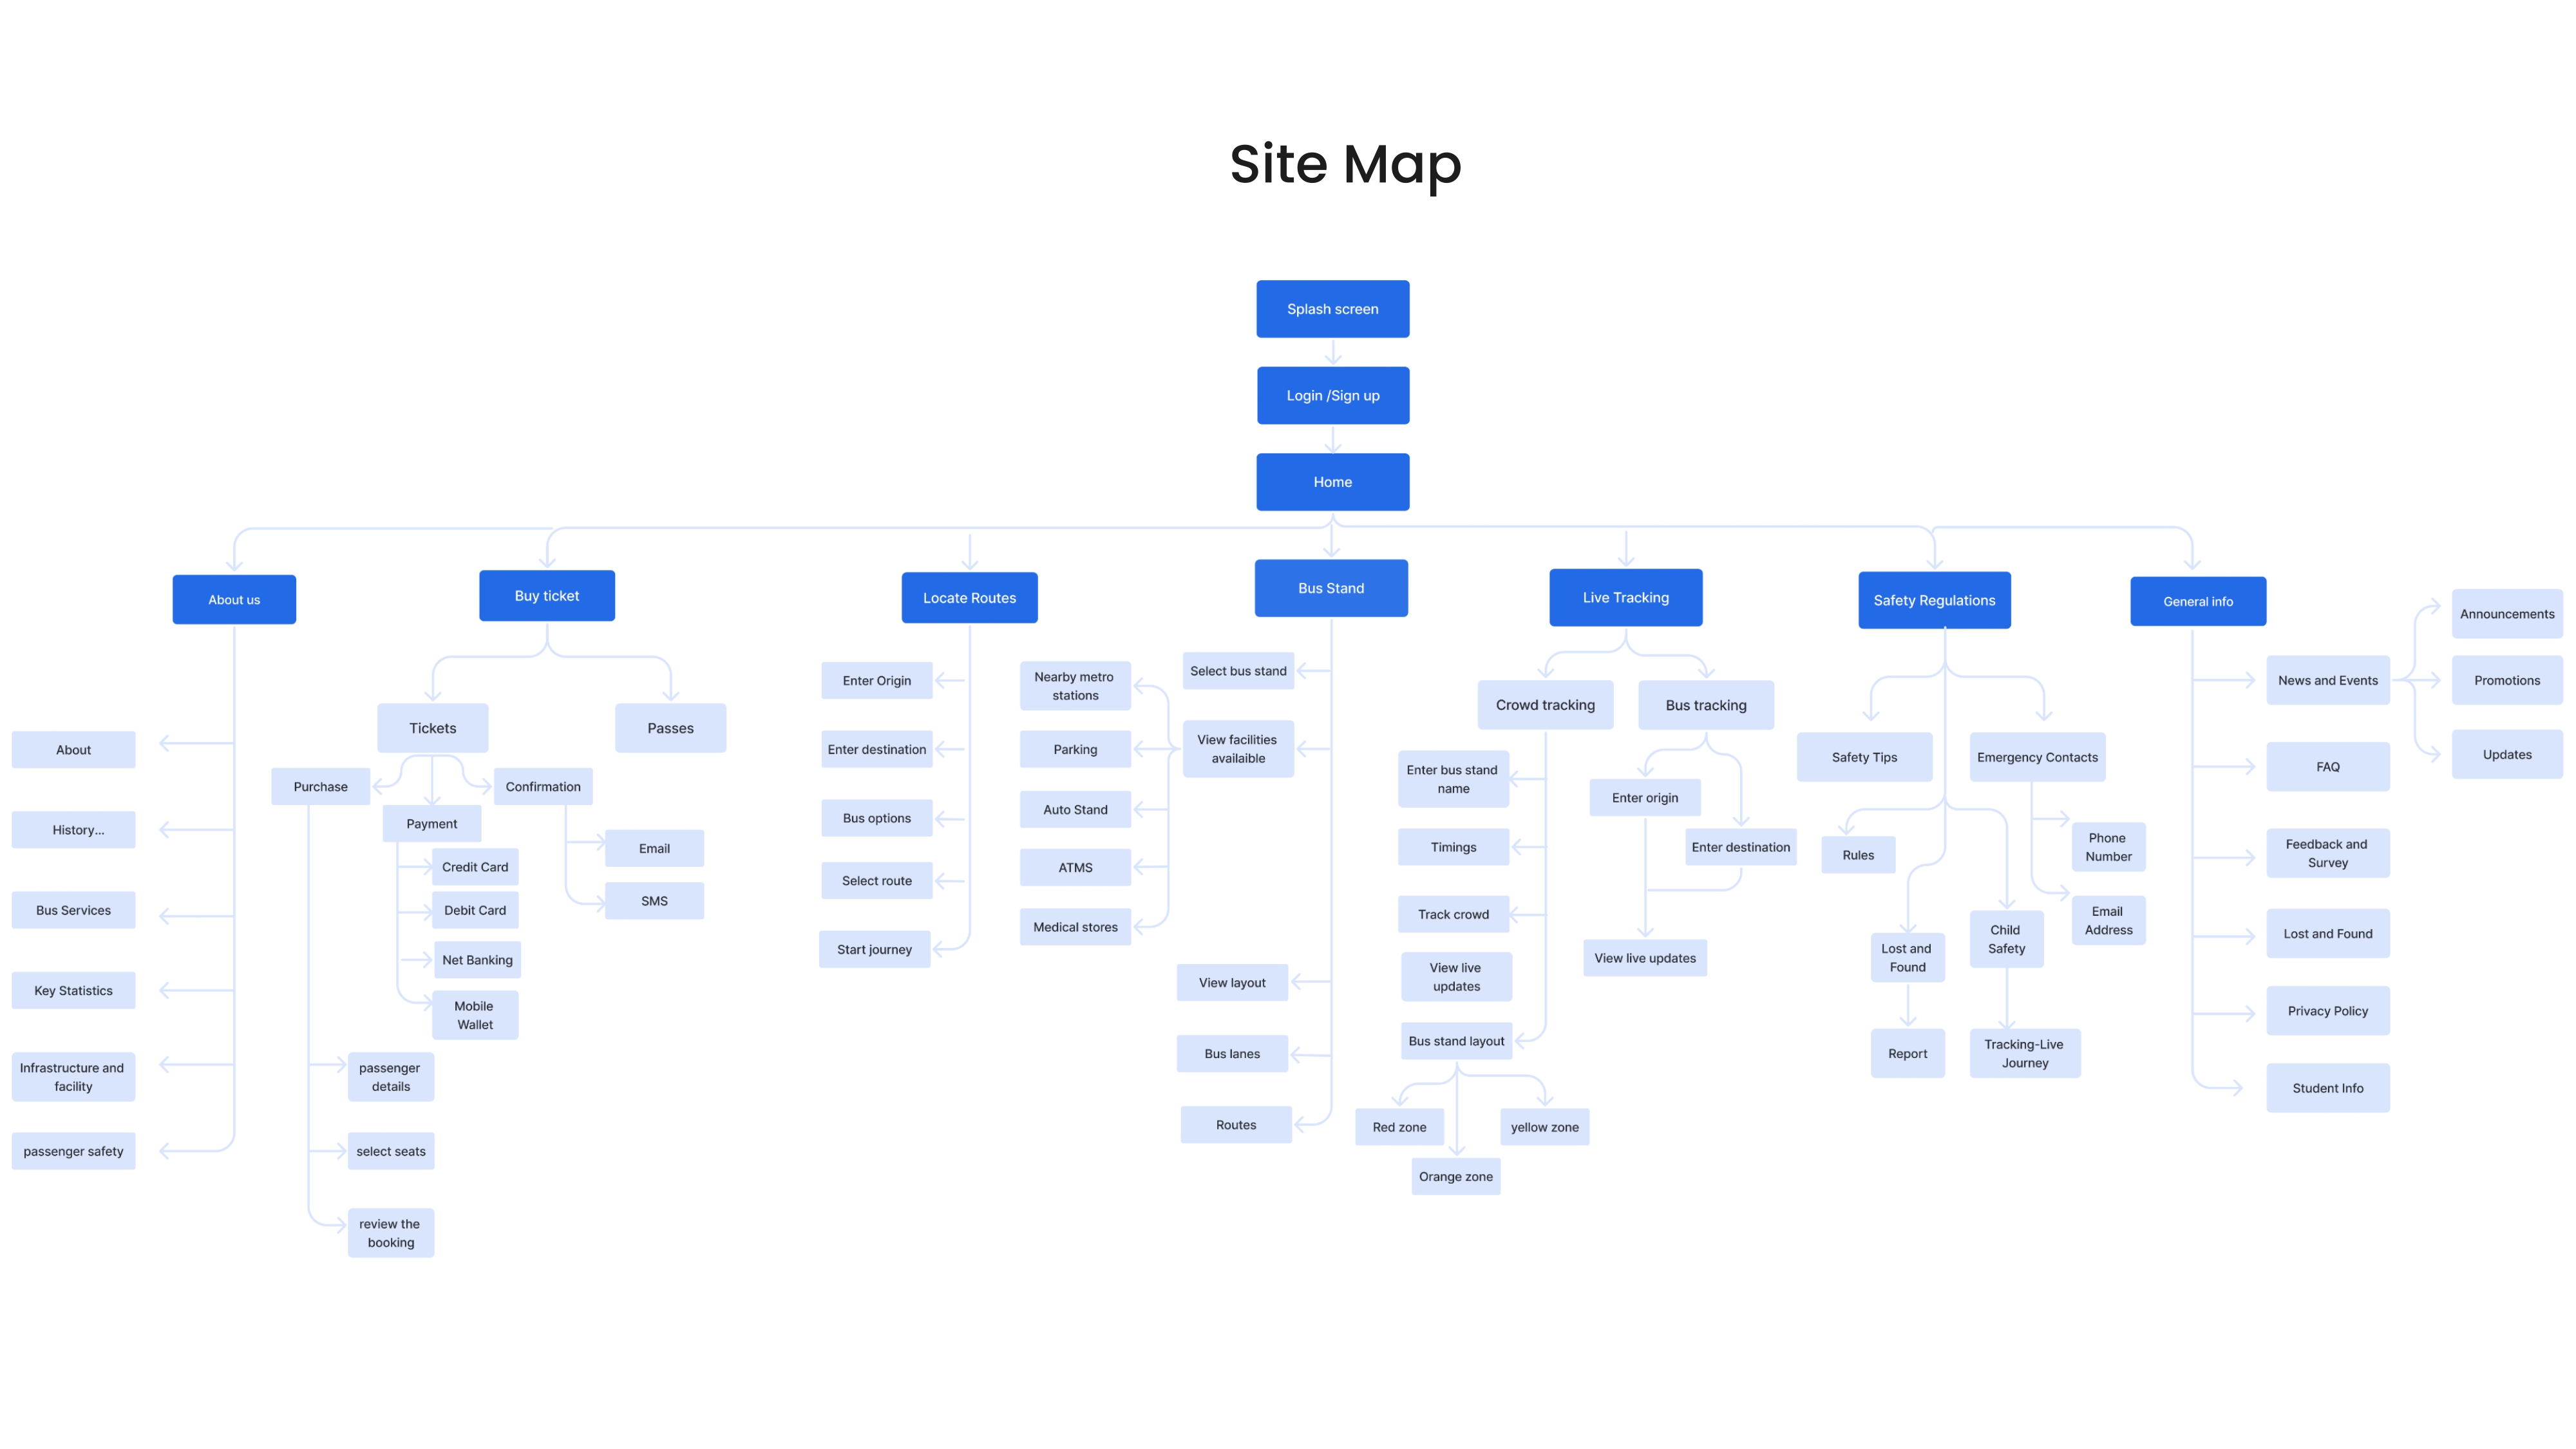 Site Map
Splash screen
Login /Sign up
Home
About us
About
History...
Bus Services
Key Statistics
Infrastructure and
facility
passenger safety
Buy ticket
Tickets
Passes
Purchase
Payment
Confirmation
Credit Card
Debit Card
Net Banking
Mobile
Wallet
Email
SMS
passenger
details
select seats
review the
booking
Locate Routes
Enter Origin
Enter destination
Bus options
Select route
Start journey
Bus Stand
Select bus stand
View facilities
availaible
Nearby metro
stations
Parking
Auto Stand
ATMS
Medical stores
View layout
Bus lanes
Routes
Live Tracking
Crowd tracking
Bus tracking
Enter bus stand
name
Timings
Track crowd
View live
updates
Bus stand layout
Red zone
Orange zone
yellow zone
Enter origin
Enter destination
View live updates
Safety Regulations
Safety Tips
Emergency Contacts
Rules
Phone
Number
Email
Address
Lost and
Found
Child
Safety
Report
Tracking-Live
Journey
General info
News and Events
Announcements
Promotions
Updates
FAQ
Feedback and
Survey
Lost and Found
Privacy Policy
Student Info